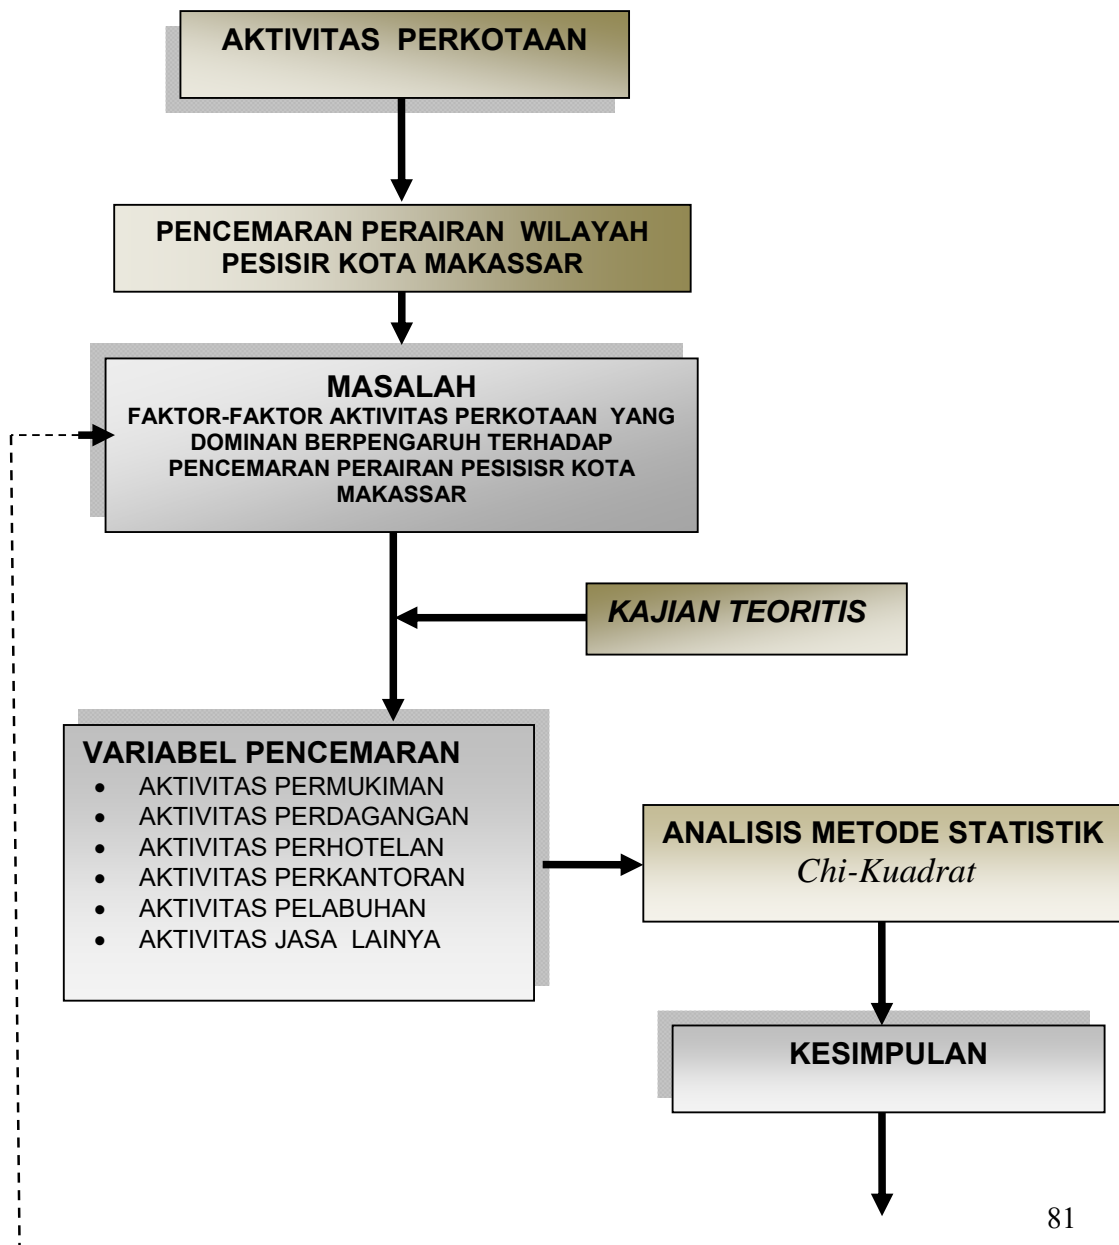 AKTIVITAS PERKOTAAN
PENCEMARAN PERAIRAN WILAYAH
PESISIR KOTA MAKASSAR
MASALAH
FAKTOR-FAKTOR AKTIVITAS PERKOTAAN YANG
DOMINAN BERPENGARUH TERHADAP
PENCEMARAN PERAIRAN PESISISR KOTA
MAKASSAR
KAJIAN TEORITIS
VARIABEL PENCEMARAN
• AKTIVITAS PERMUKIMAN
• AKTIVITAS PERDAGANGAN
• AKTIVITAS PERHOTELAN
• AKTIVITAS PERKANTORAN
• AKTIVITAS PELABUHAN
• AKTIVITAS JASA LAINYA
ANALISIS METODE STATISTIK
Chi-Kuadrat
KESIMPULAN
81